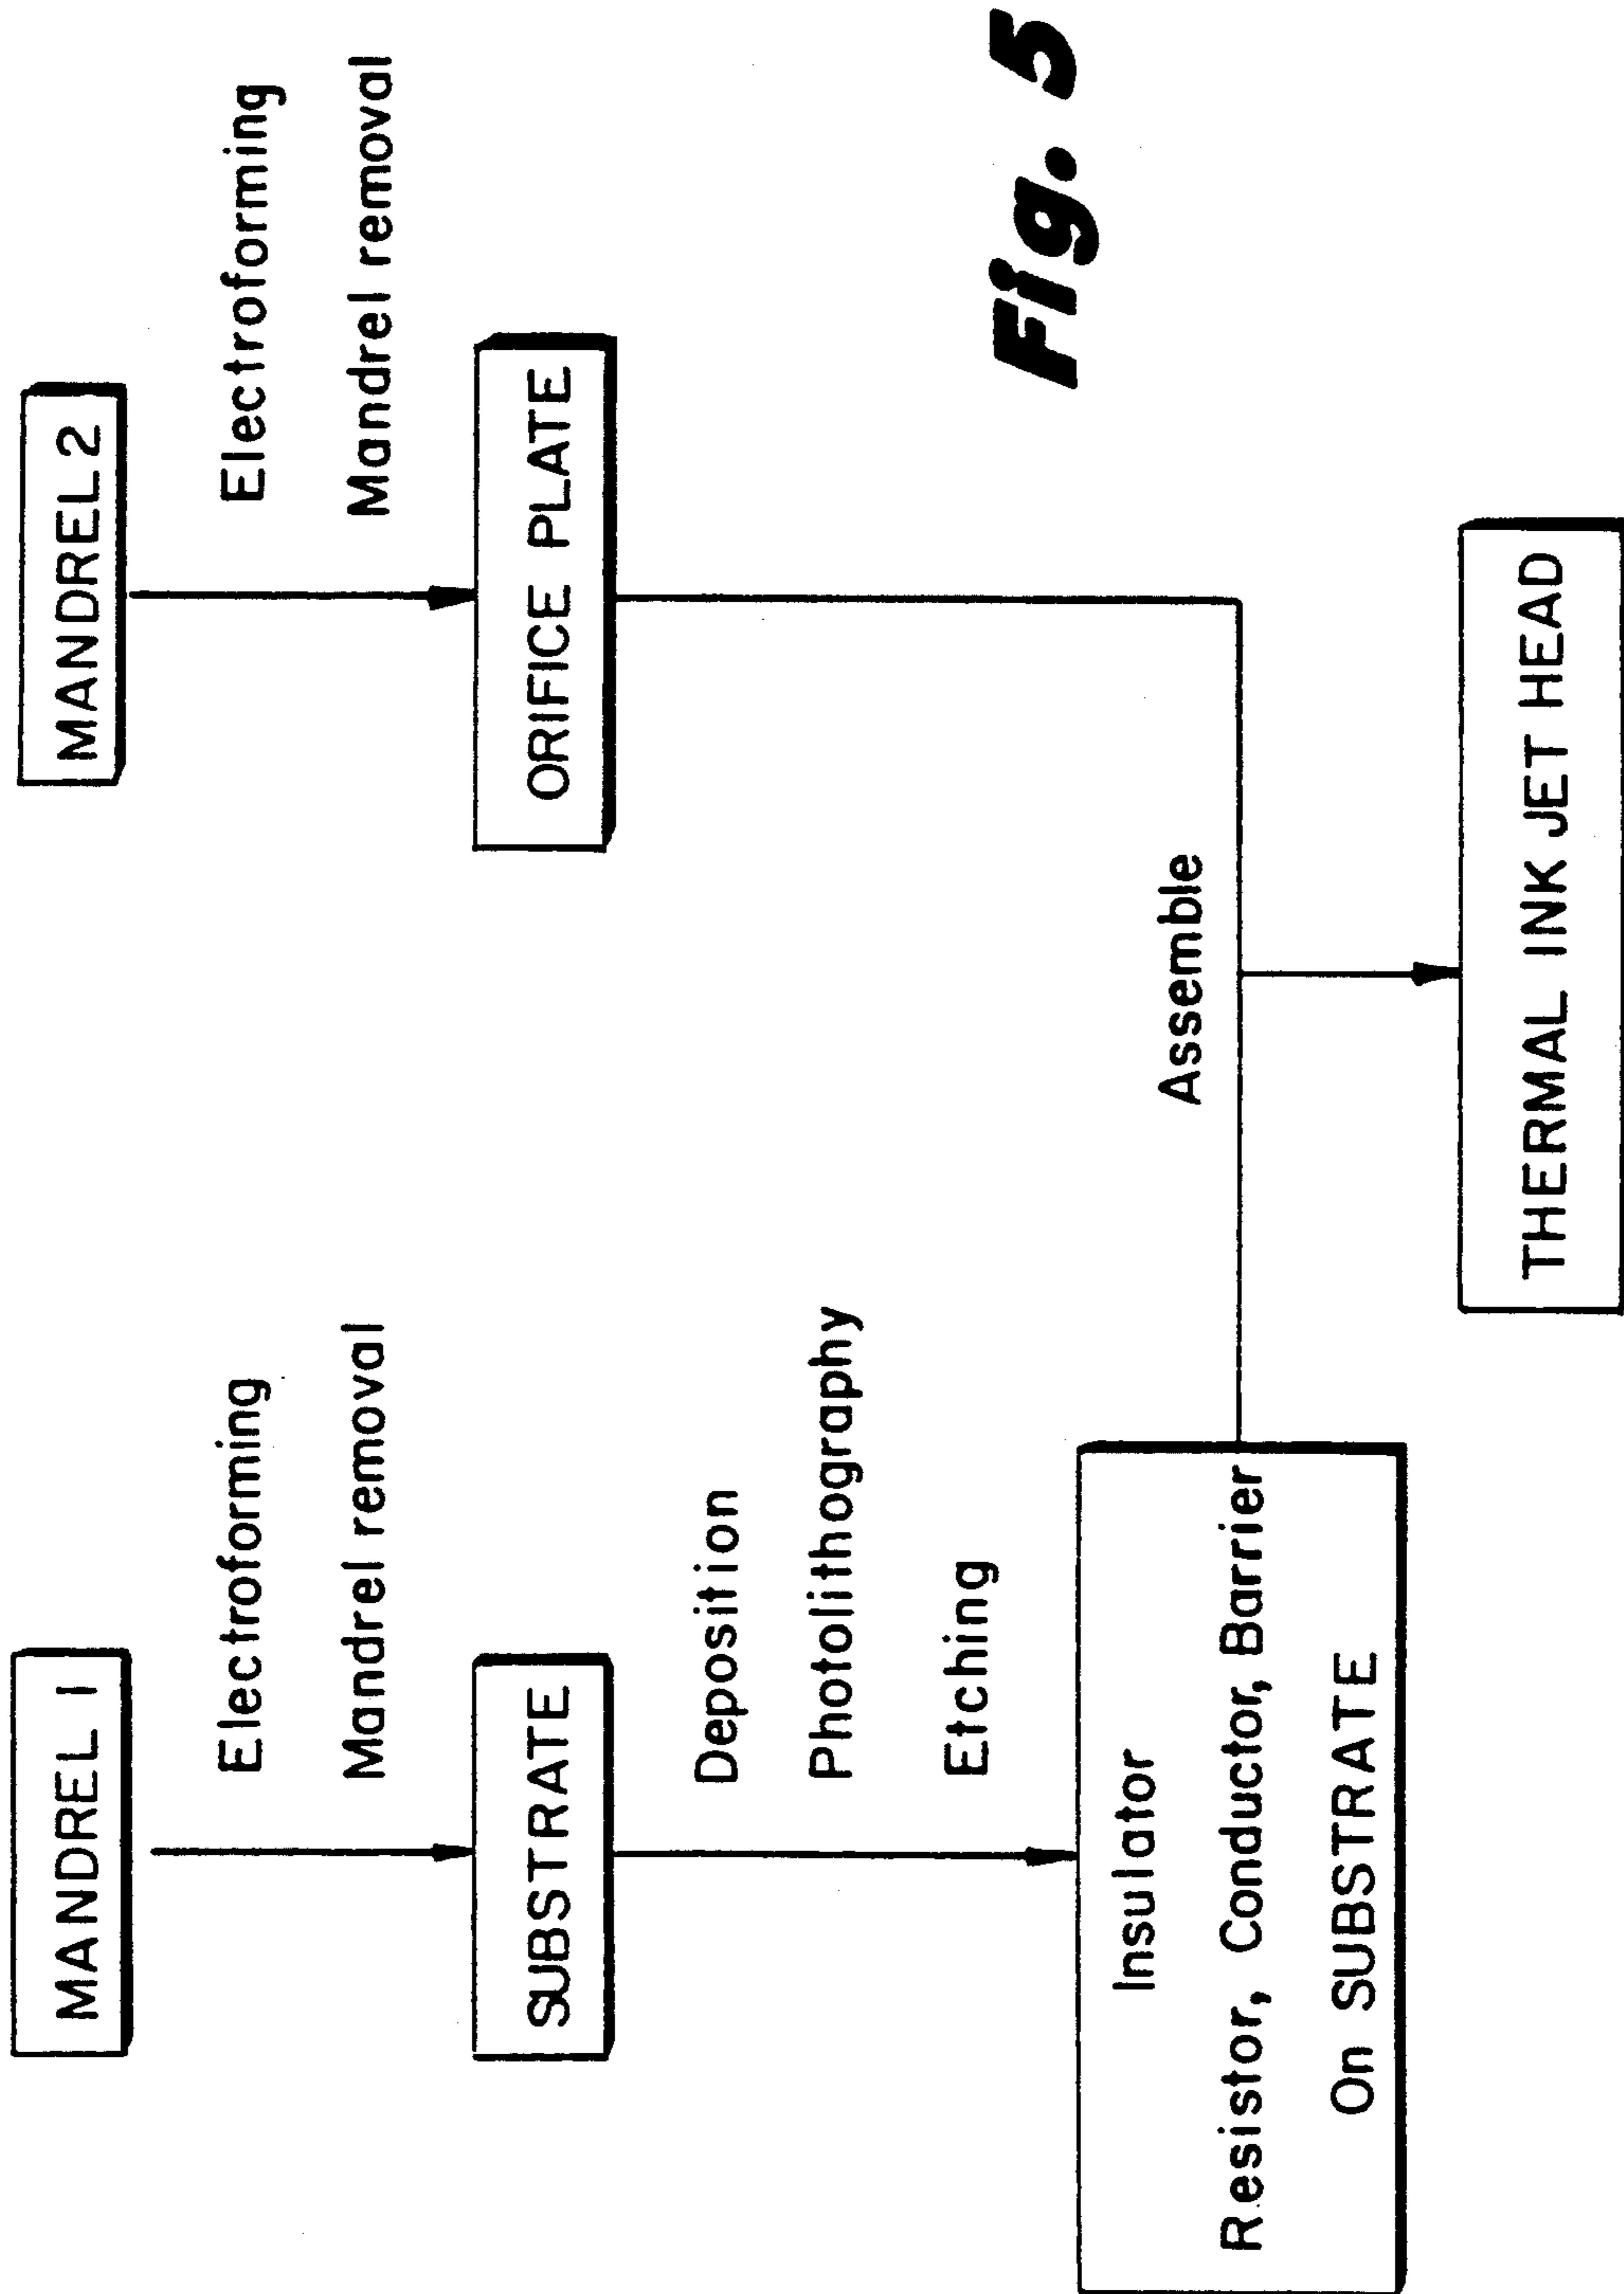 MANDREL 1
Electroforming
Mandrel removal
SUBSTRATE
Deposition
Photolithography
Etching
Insulator
Resistor, Conductor, Barrier
On SUBSTRATE
MANDREL 2
Electroforming
Mandrel removal
ORIFICE PLATE
Assemble
THERMAL INK JET HEAD
Fig. 5